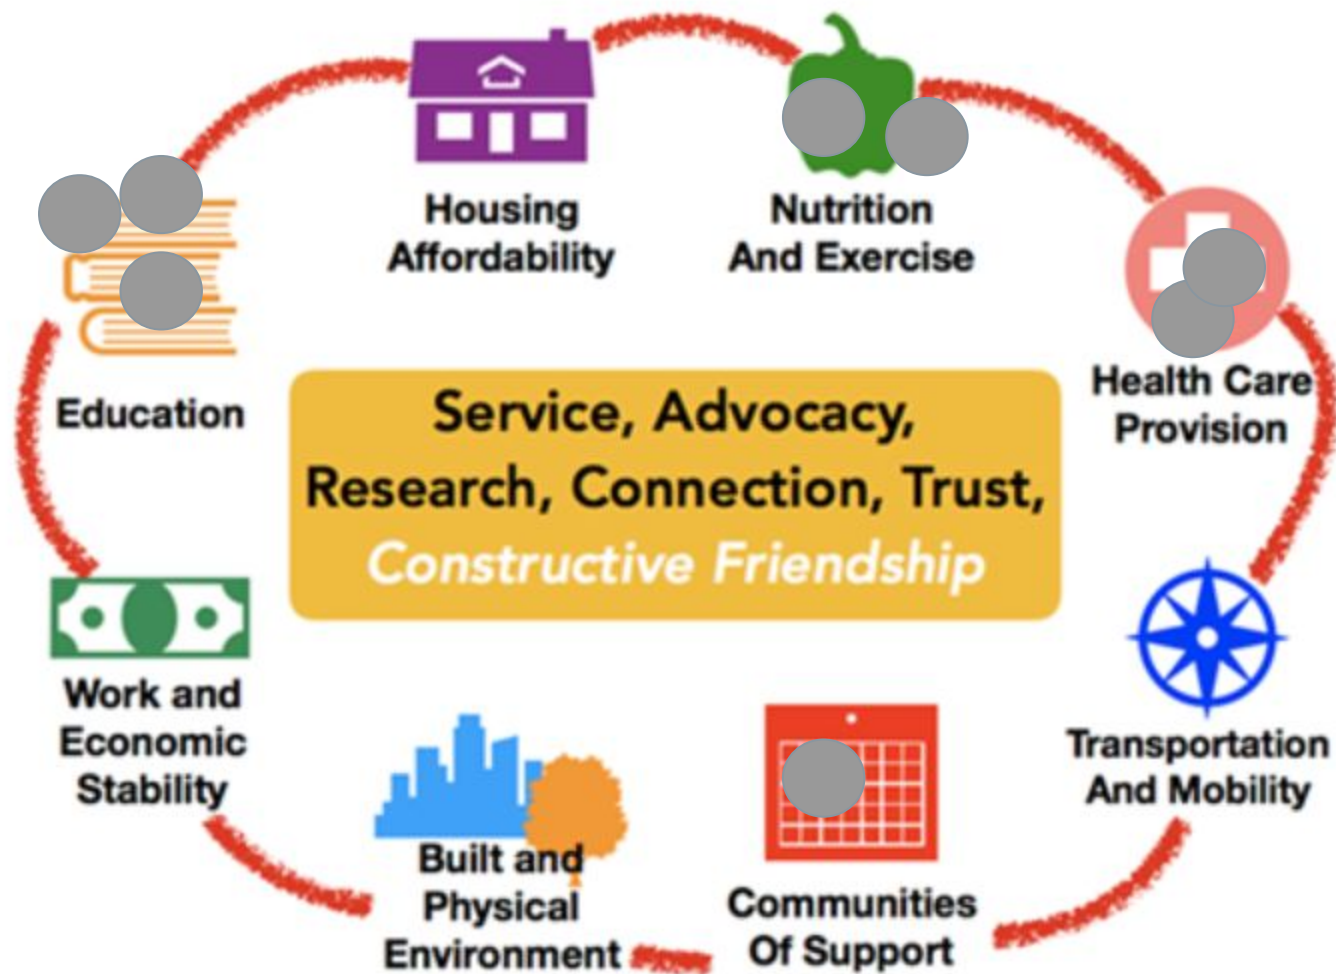 Housing
Affordability
Nutrition
And Exercise
Health Care
Provision
Education
Service, Advocacy,
Research, Connection, Trust,
Constructive Friendship
Work and
Economic
Stability
Transportation
And Mobility
Built and
Physical
Environment
Communities
Of Support